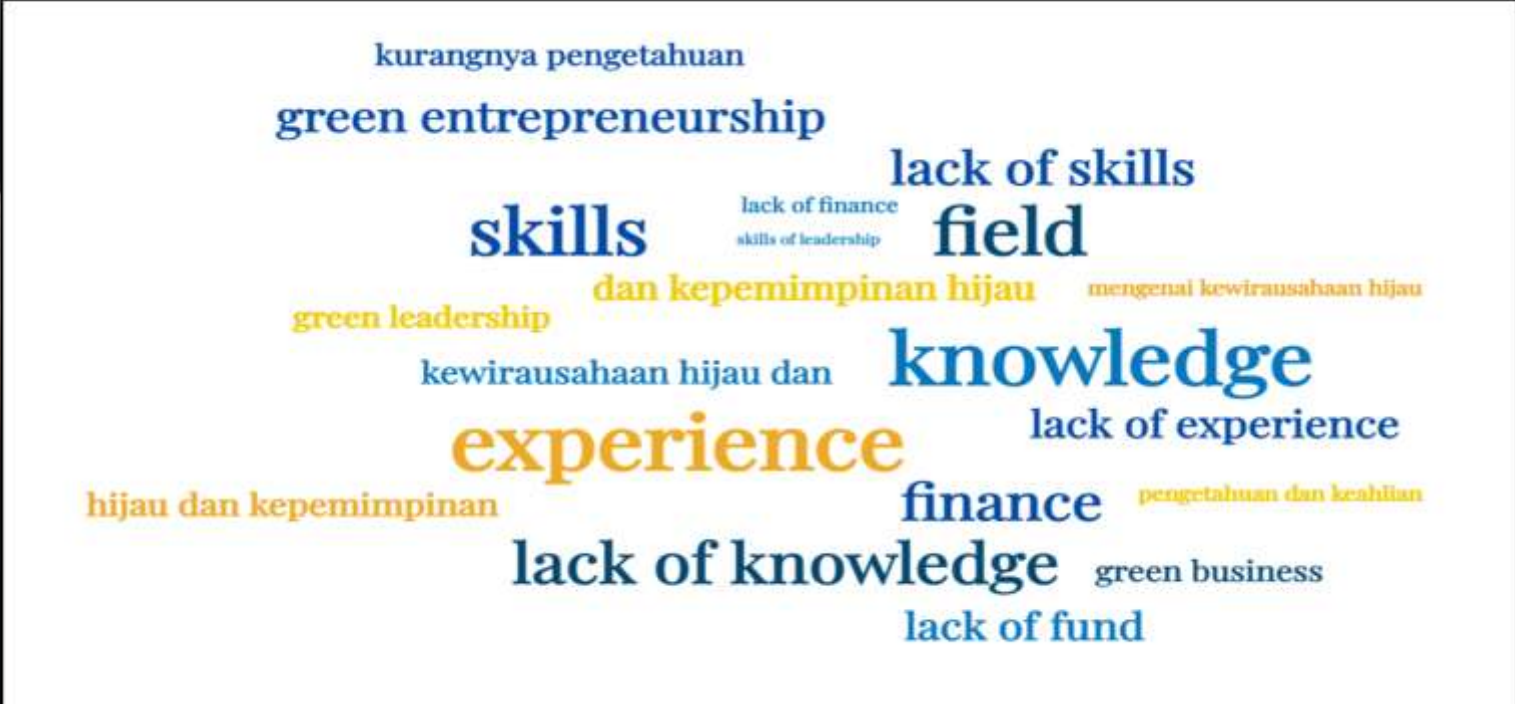 kurangnya pengetahuan
green entrepreneurship
lack of skills
skills
lack of finance
field
skills of leadership
dan kepemimpinan hijau
mengenai kewirausahaan hijau
green leadership
knowledge
kewirausahaan hijau dan
lack of experience
experience
finance
pengetahuan dan keahlian
hijau dan kepemimpinan
lack of knowledge
green business
lack of fund